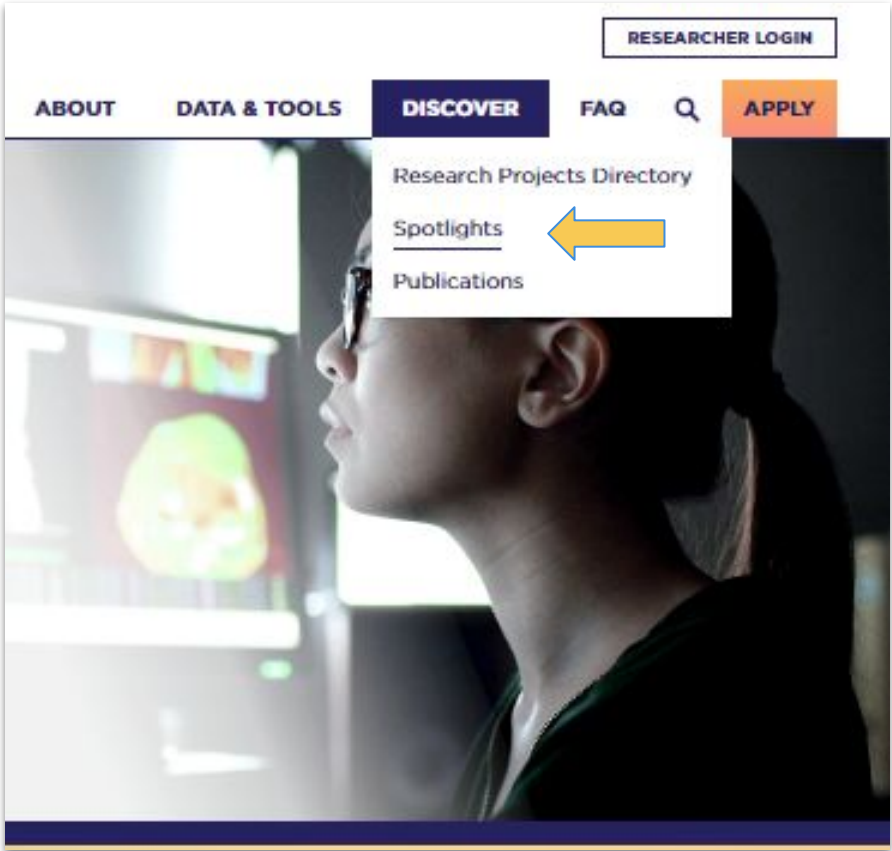 RESEARCHER LOGIN
ABOUT DATA & TOOLS DISCOVER FAQ APPLY
Research Projects Directory
Spotlights
Publications